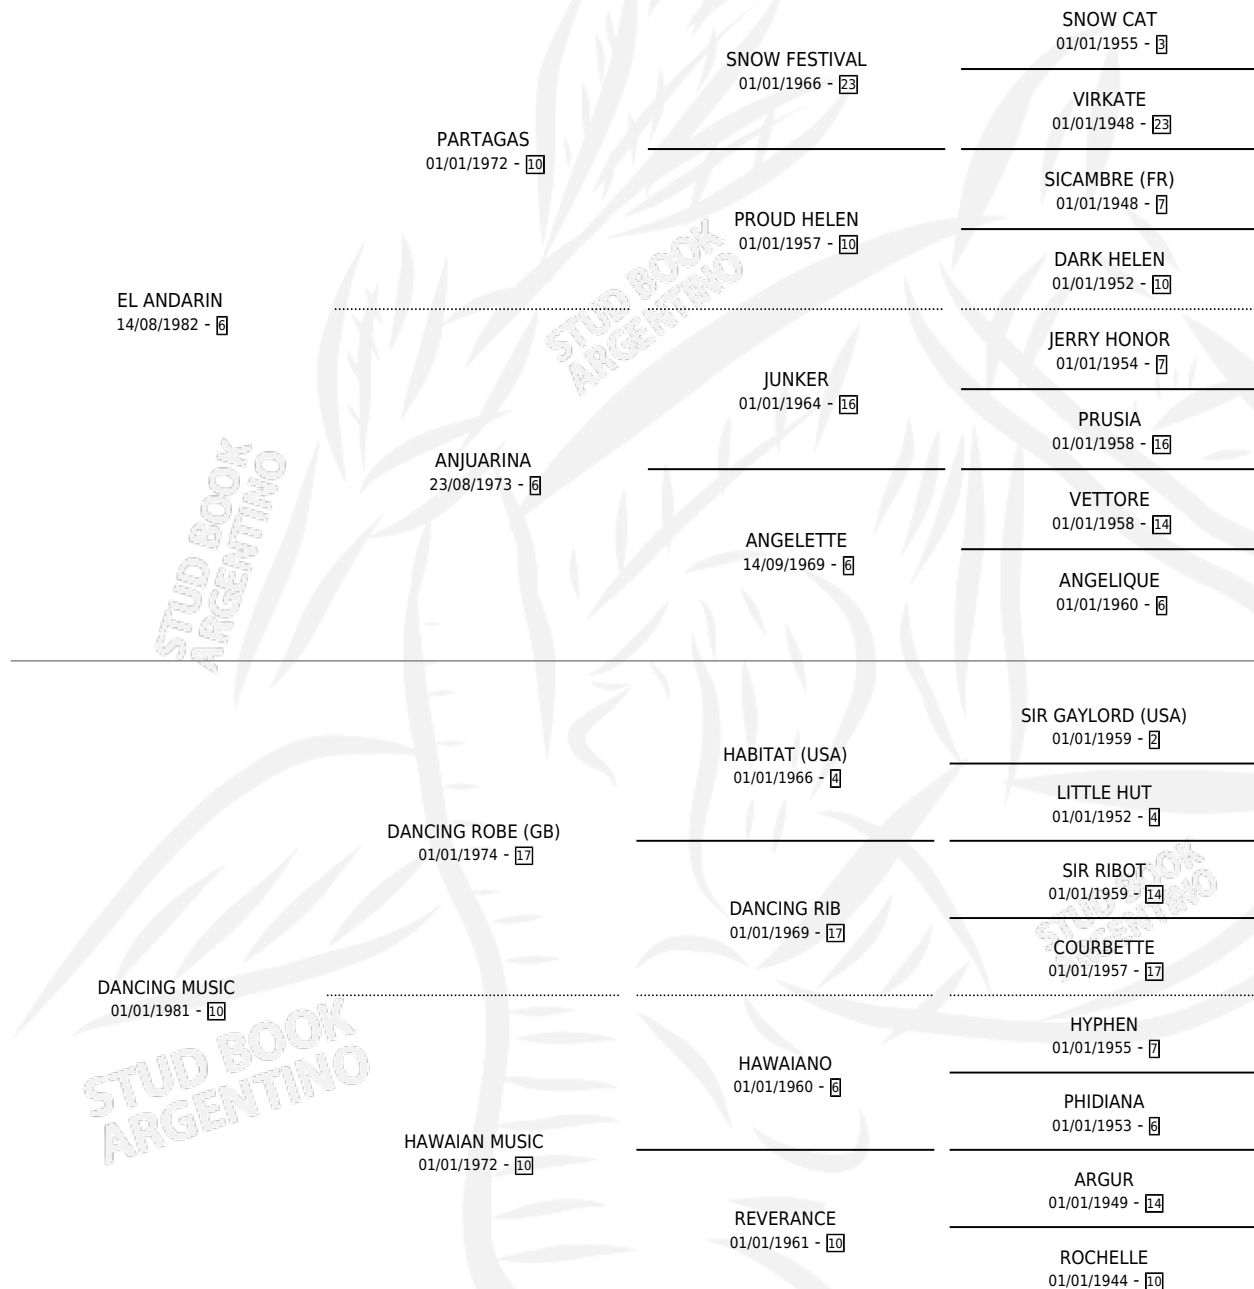 SNOW CAT
01/01/1955 - 3
SNOW FESTIVAL
01/01/1966 - 23
VIRKATE
01/01/1948 - 23
PARTAGAS
01/01/1972 - 10
SICAMBRE (FR)
01/01/1948 - 7
PROUD HELEN
01/01/1957 - 10
DARK HELEN
01/01/1952 - 10
EL ANDARIN
14/08/1982 - 6
JERRY HONOR
01/01/1954 - 7
JUNKER
01/01/1964 - 16
PRUSIA
01/01/1958 - 16
ANJUARINA
23/08/1973 - 6
VETTORE
01/01/1958 - 14
ANGELETTE
14/09/1969 - 6
ANGELIQUE
01/01/1960 - 6
STUD BOOK
ARGENTINO
STUD BOOK
ARGENTINO
SIR GAYLORD (USA)
01/01/1959 - 2
HABITAT (USA)
01/01/1966 - 4
LITTLE HUT
01/01/1952 - 4
DANCING ROBE (GB)
01/01/1974 - 17
SIR RIBOT
01/01/1959 - 14
DANCING RIB
01/01/1969 - 17
COURBETTE
01/01/1957 - 17
DANCING MUSIC
01/01/1981 - 10
HYPHEN
01/01/1955 - 7
HAWAIANO
01/01/1960 - 6
PHIDIANA
01/01/1953 - 6
HAWAIAN MUSIC
01/01/1972 - 10
ARGUR
01/01/1949 - 14
REVERANCE
01/01/1961 - 10
ROCHELLE
01/01/1944 - 10
STUD BOOK
ARGENTINO
STUD BOOK
ARGENTINO